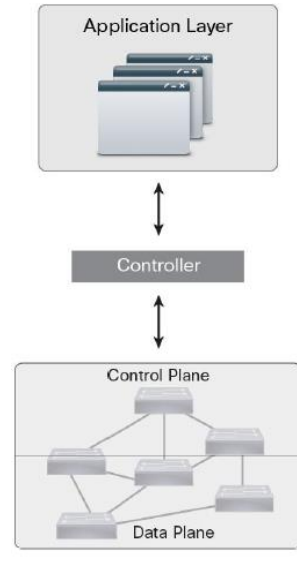 Application Layer
Controller
Control Plane
Data Plane